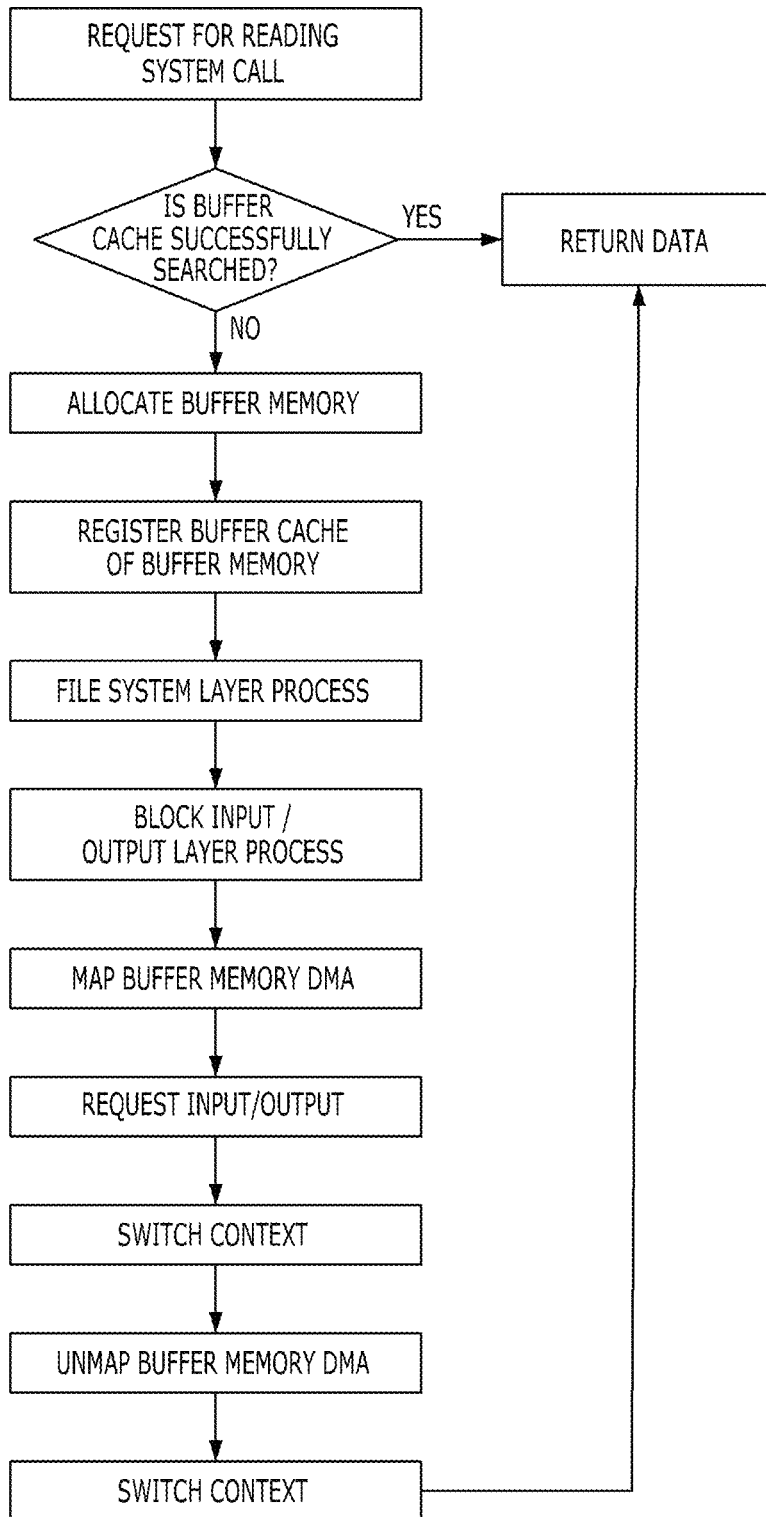 REQUEST FOR READING
SYSTEM CALL
IS BUFFER
CACHE SUCCESSFULLY
SEARCHED?
YES
RETURN DATA
NO
ALLOCATE BUFFER MEMORY
REGISTER BUFFER CACHE
OF BUFFER MEMORY
FILE SYSTEM LAYER PROCESS
BLOCK INPUT /
OUTPUT LAYER PROCESS
MAP BUFFER MEMORY DMA
REQUEST INPUT/OUTPUT
SWITCH CONTEXT
UNMAP BUFFER MEMORY DMA
SWITCH CONTEXT